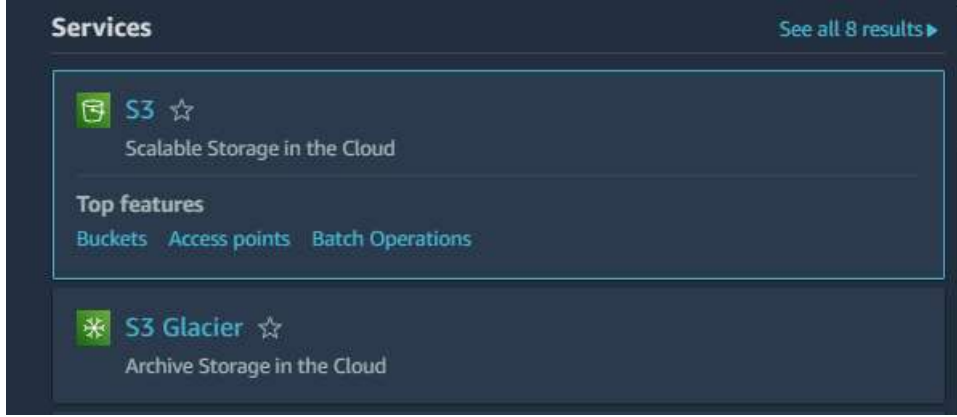 Services
See all 8 results
S3
Scalable Storage in the Cloud
Top features
Buckets Access points Batch Operations
S3 Glacier
Archive Storage in the Cloud